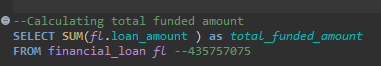 --Calculating total funded amount
SELECT SUM(fl.loan_amount ) as total_funded_amount
FROM financial_loan fl --435757075